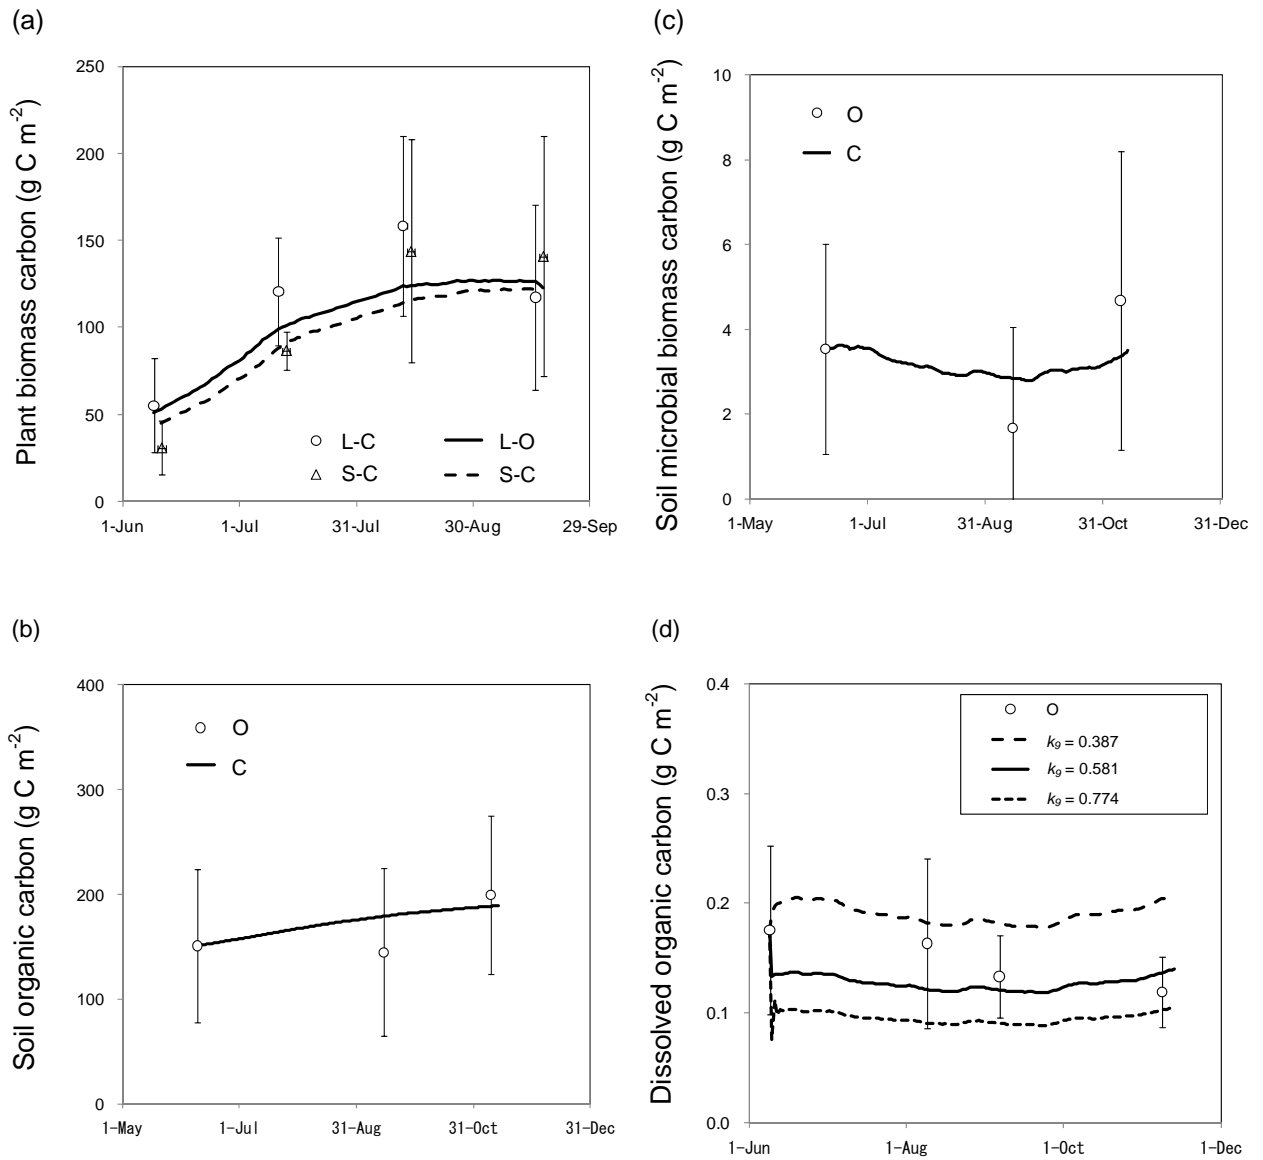 (a)
Plant biomass carbon (g C m-2)
250
200
150
100
50
0
1-Jun
1-Jul
31-Jul
30-Aug
29-Sep
L-C
L-O
S-C
S-C
(c)
Soil microbial biomass carbon (g C m-2)
10
8
6
4
2
0
1-May
1-Jul
31-Aug
31-Oct
31-Dec
O
C
(b)
Soil organic carbon (g C m-2)
400
300
200
100
0
1-May
1-Jul
31-Aug
31-Oct
31-Dec
O
C
(d)
Dissolved organic carbon (g C m-2)
0.4
0.3
0.2
0.1
0.0
1-Jun
1-Aug
1-Oct
1-Dec
O
k9 = 0.387
k9 = 0.581
k9 = 0.774